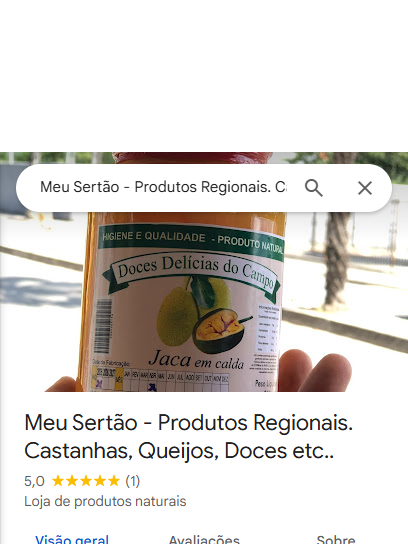 Meu Sertão - Produtos Regionais. Ca
HIGIENE E QUALIDADE - PRODUTO NATURAL
Doces Delícias do Campo
Jaca em calda
Data de Fabricação
JAN FEV MAR ABR MAI JUN JUL AGO SET OUT NOV DEZ
Peso Liq
Meu Sertão - Produtos Regionais.
Castanhas, Queijos, Doces etc..
5,0 ★★★★★ (1)
Loja de produtos naturais
Visão geral
Avaliações
Sobre